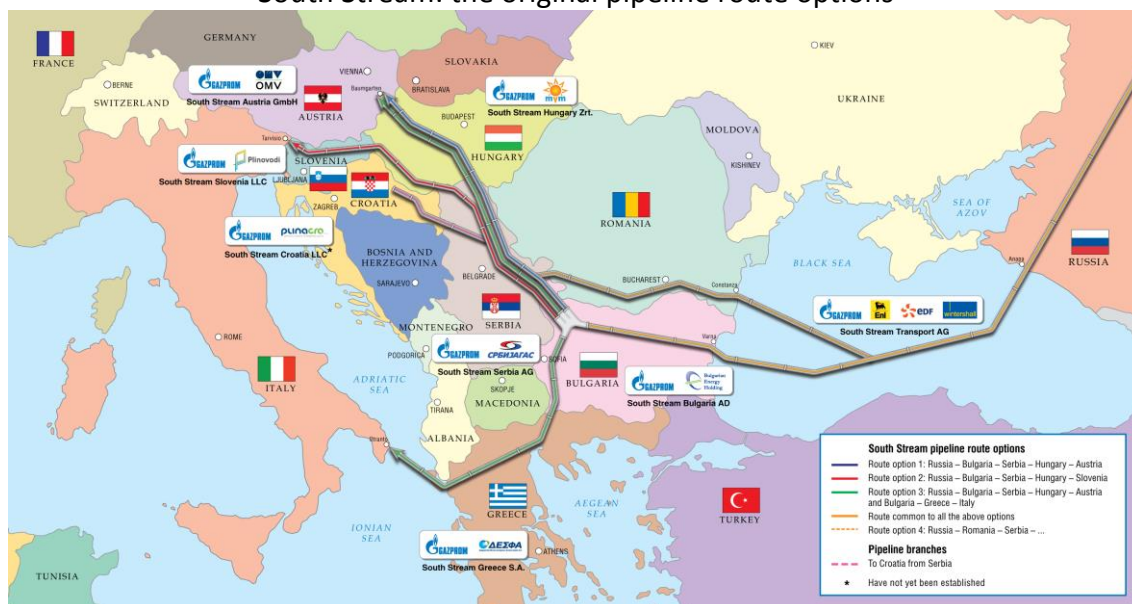 South Stream: the original pipeline route options
GERMANY
FRANCE
BERNE
SWITZERLAND
GAZPROM
OMV
South Stream Austria GmbH
VIENNA
Baumgarten
AUSTRIA
SLOVAKIA
BRATISLAVA
GAZPROM
South Stream Hungary Zrt.
BUDAPEST
HUNGARY
KIEV
UKRAINE
MOLDOVA
KISHINEV
SEA OF
AZOV
RUSSIA
Anapa
Tarvisio
GAZPROM
Plinovodi
South Stream Slovenia LLC
SLOVENIA
LJUBLJANA
ZAGREB
CROATIA
GAZPROM
PLINACRO
South Stream Croatia LLC*
BOSNIA AND
HERZEGOVINA
SARAJEVO
BELGRADE
SERBIA
ROMANIA
BUCHAREST
Constanza
BLACK SEA
GAZPROM
Eni
eDF
wintershall
South Stream Transport AG
MONTENEGRO
PODGORICA
GAZPROM
СРБИЈАГАС
South Stream Serbia AG
SOFIA
Varna
BULGARIA
GAZPROM
Bulgarian
Energy
Holding
South Stream Bulgaria AD
ROME
ITALY
ADRIATIC
SEA
SKOPJE
MACEDONIA
TIRANA
ALBANIA
Otranto
GREECE
IONIAN
SEA
AEGEAN
SEA
TURKEY
GAZPROM
ΔΕΣΦΑ
ATHENS
South Stream Greece S.A.
TUNISIA
South Stream pipeline route options
Route option 1: Russia – Bulgaria – Serbia – Hungary – Austria
Route option 2: Russia – Bulgaria – Serbia – Hungary – Slovenia
Route option 3: Russia – Bulgaria – Serbia – Hungary – Austria
and Bulgaria – Greece – Italy
Route common to all the above options
Route option 4: Russia – Romania – Serbia – ...
Pipeline branches
To Croatia from Serbia
* Have not yet been established